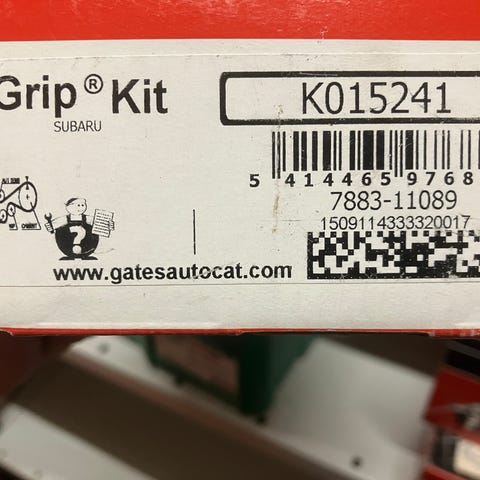 Grip® Kit
SUBARU
K015241
5 414465 9768
7883-11089
1509114333320017
?
www.gatesautocat.com